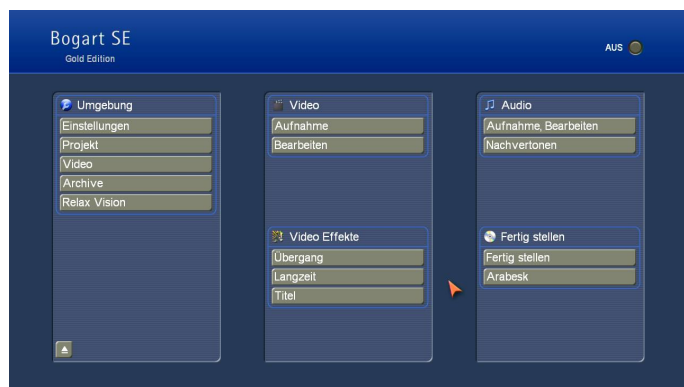 Bogart SE
Gold Edition
AUS
Umgebung
Einstellungen
Projekt
Video
Archive
Relax Vision
Video
Aufnahme
Bearbeiten
Video Effekte
Übergang
Langzeit
Titel
Audio
Aufnahme, Bearbeiten
Nachvertonen
Fertig stellen
Fertig stellen
Arabesk